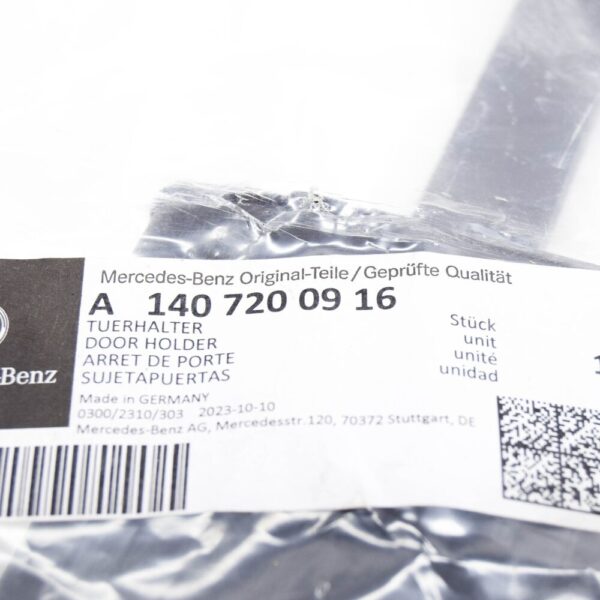 Mercedes-Benz Original-Teile/Geprüfte Qualität
A 140 720 09 16
TUERHALTER
DOOR HOLDER
ARRET DE PORTE
SUJETAPUERTAS
Stück
unit
unité
unidad
1
-Benz
Made in GERMANY
0300/2310/303 2023-10-10
Mercedes-Benz AG, Mercedesstr.120, 70372 Stuttgart, DE